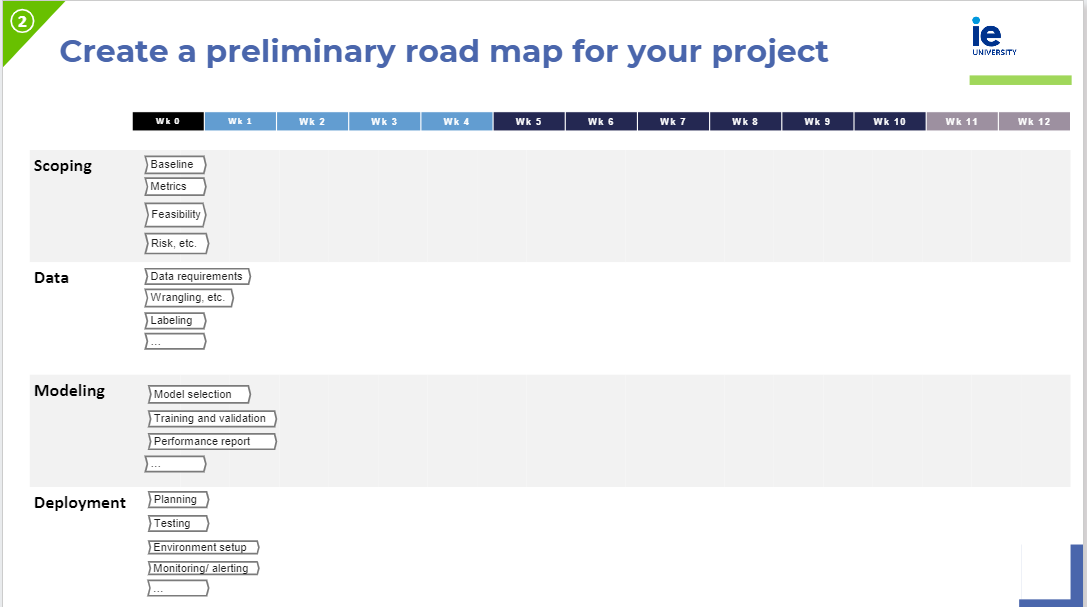 2
Create a preliminary road map for your project
ie
UNIVERSITY
Wk 0 Wk 1 Wk 2 Wk 3 Wk 4 Wk 5 Wk 6 Wk 7 Wk 8 Wk 9 Wk 10 Wk 11 Wk 12
Scoping
Baseline
Metrics
Feasibility
Risk, etc.
Data
Data requirements
Wrangling, etc.
Labeling
...
Modeling
Model selection
Training and validation
Performance report
...
Deployment
Planning
Testing
Environment setup
Monitoring/ alerting
...